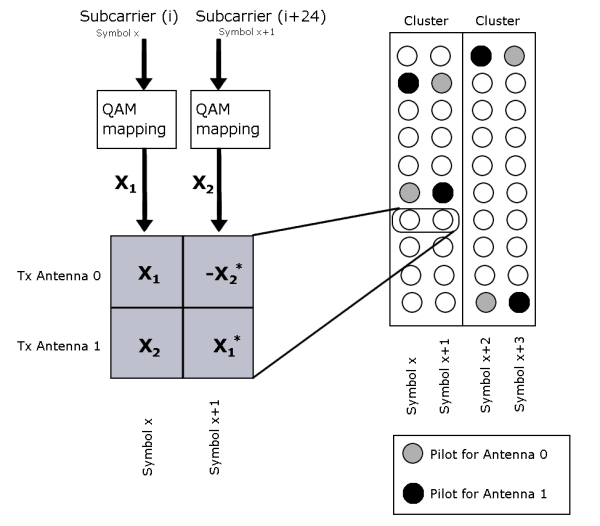 Subcarrier (i)
Symbol x
Subcarrier (i+24)
Symbol x+1
QAM
mapping
QAM
mapping
X1
X2
Tx Antenna 0
X1
-X2*
Tx Antenna 1
X2
X1*
Symbol x
Symbol x+1
Cluster
Cluster
Symbol x
Symbol x+1
Symbol x+2
Symbol x+3
Pilot for Antenna 0
Pilot for Antenna 1